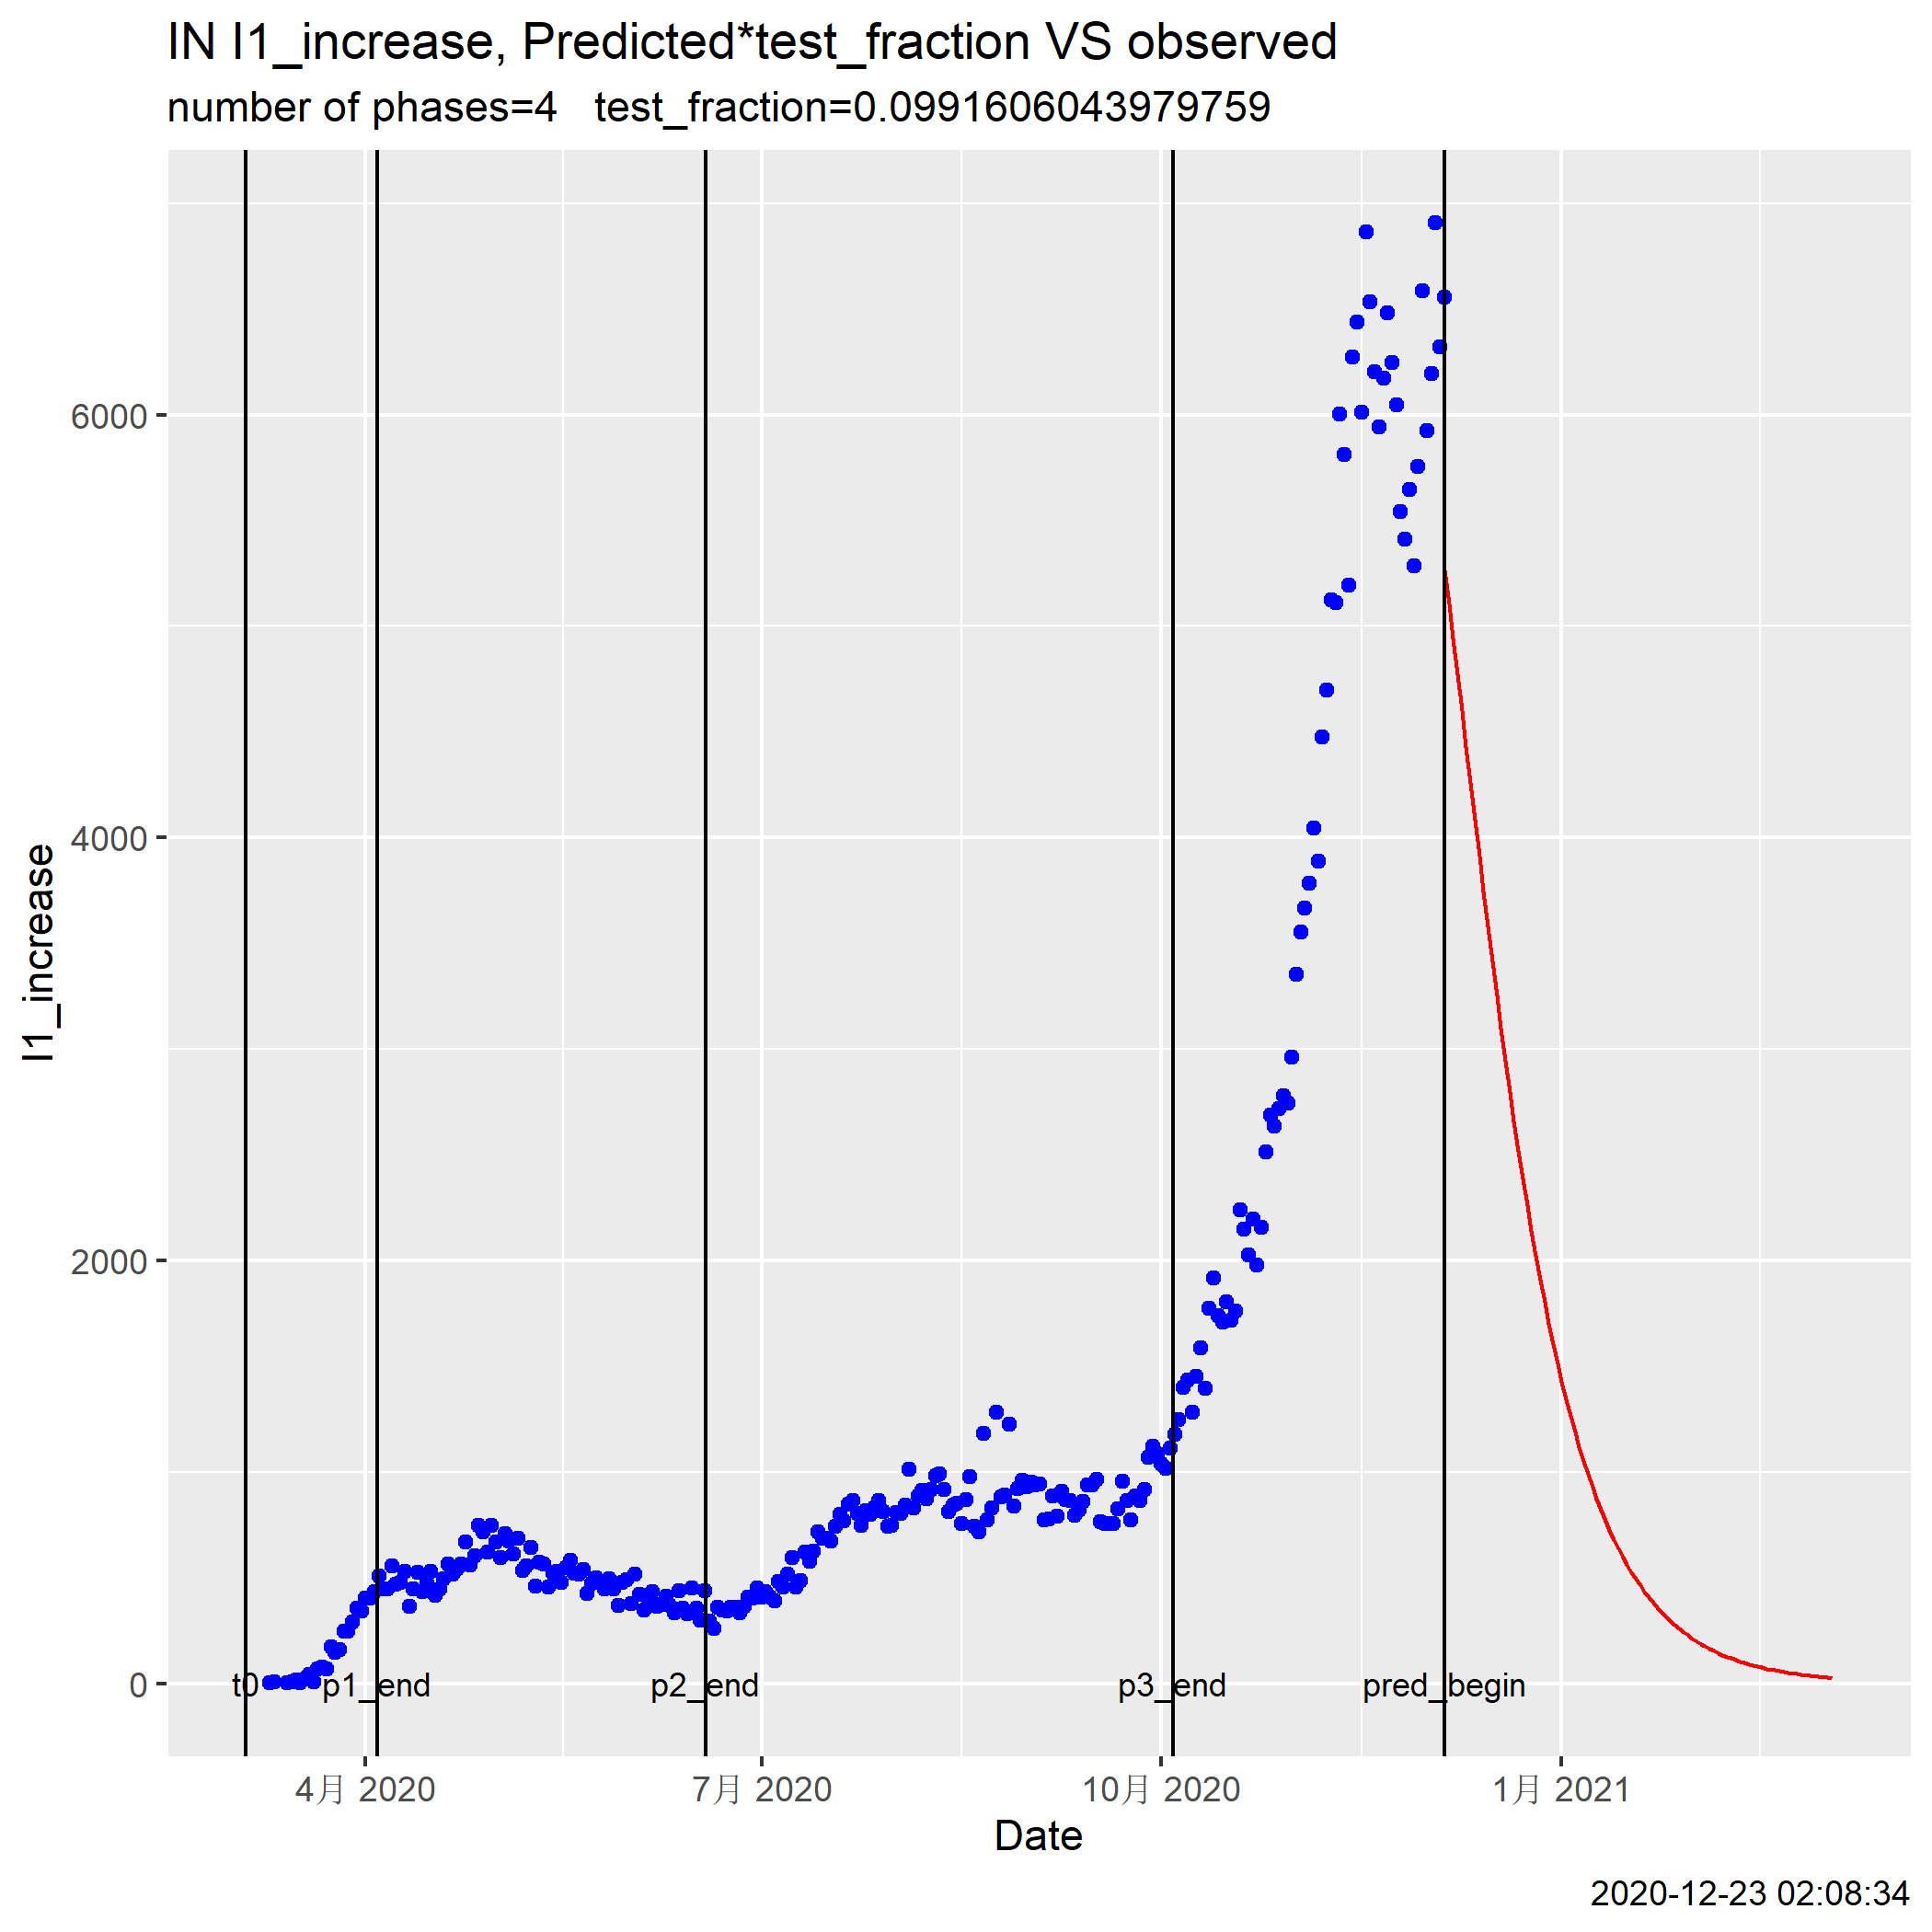 IN I1_increase, Predicted*test_fraction VS observed
number of phases=4   test_fraction=0.0991606043979759
I1_increase
6000
4000
2000
0
t0
p1_end
p2_end
p3_end
pred_begin
4月 2020
7月 2020
10月 2020
1月 2021
Date
2020-12-23 02:08:34